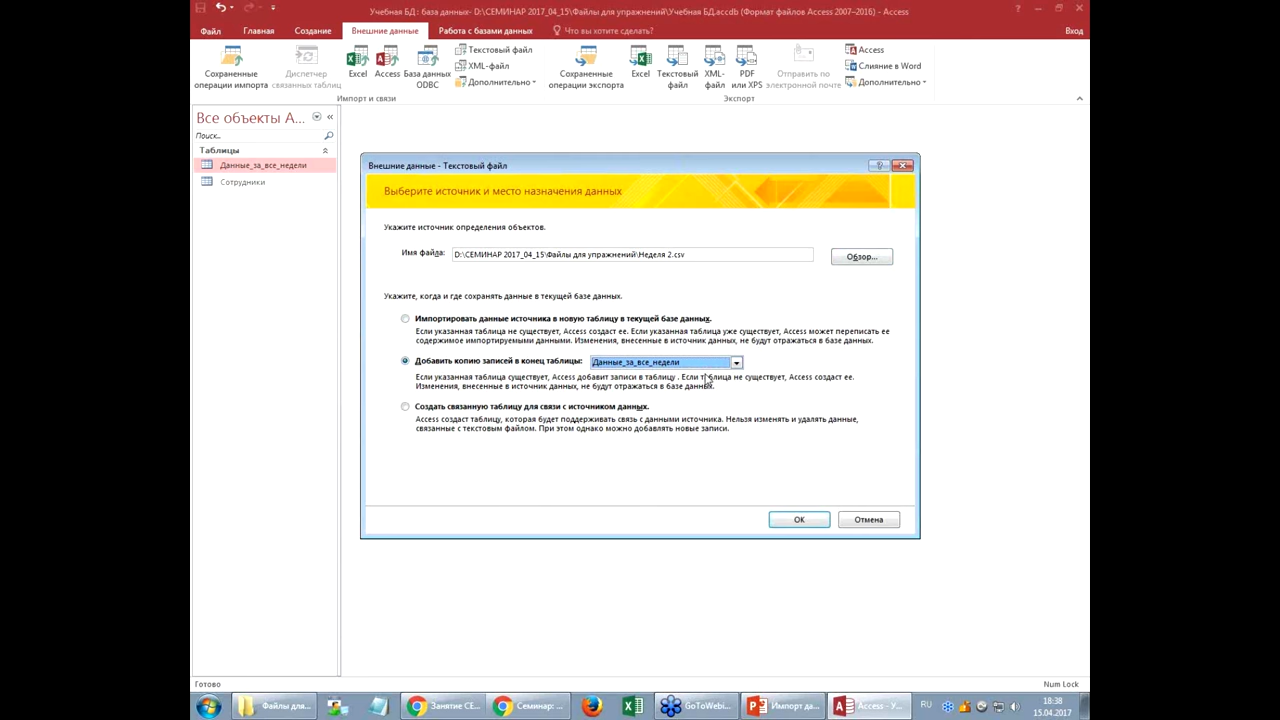 Учебная БД : база данных- D:\СЕМИНАР 2017_04_15\Файлы для упражнений\Учебная БД.accdb (Формат файлов Access 2007–2016) - Access
Файл Главная Создание Внешние данные Работа с базами данных Что вы хотите сделать? Вход
Сохраненные операции импорта
Диспетчер связанных таблиц
Excel
Access
База данных ODBC
Текстовый файл
XML-файл
Дополнительно
Импорт и связи
Сохраненные операции экспорта
Excel
Текстовый файл
XML-файл
PDF или XPS
Отправить по электронной почте
Access
Слияние в Word
Дополнительно
Экспорт
Все объекты A... «
Поиск...
Таблицы
Данные_за_все_недели
Сотрудники
Внешние данные - Текстовый файл
Выберите источник и место назначения данных
Укажите источник определения объектов.
Имя файла: D:\СЕМИНАР 2017_04_15\Файлы для упражнений\Неделя 2.csv Обзор...
Укажите, когда и где сохранять данные в текущей базе данных.
Импортировать данные источника в новую таблицу в текущей базе данных.
Если указанная таблица не существует, Access создаст ее. Если указанная таблица уже существует, Access может переписать ее
содержимое импортируемыми данными. Изменения, внесенные в источник данных, не будут отражаться в базе данных.
Добавить копию записей в конец таблицы: Данные_за_все_недели
Если указанная таблица существует, Access добавит записи в таблицу . Если таблица не существует, Access создаст ее.
Изменения, внесенные в источник данных, не будут отражаться в базе данных.
Создать связанную таблицу для связи с источником данных.
Access создаст таблицу, которая будет поддерживать связь с данными источника. Нельзя изменять и удалять данные,
связанные с текстовым файлом. При этом однако можно добавлять новые записи.
OK Отмена
Готово Num Lock
Файлы для... Занятие СЕ... Семинар: ... GoToWebi... Импорт да... Access - У... RU 18:38
15.04.2017